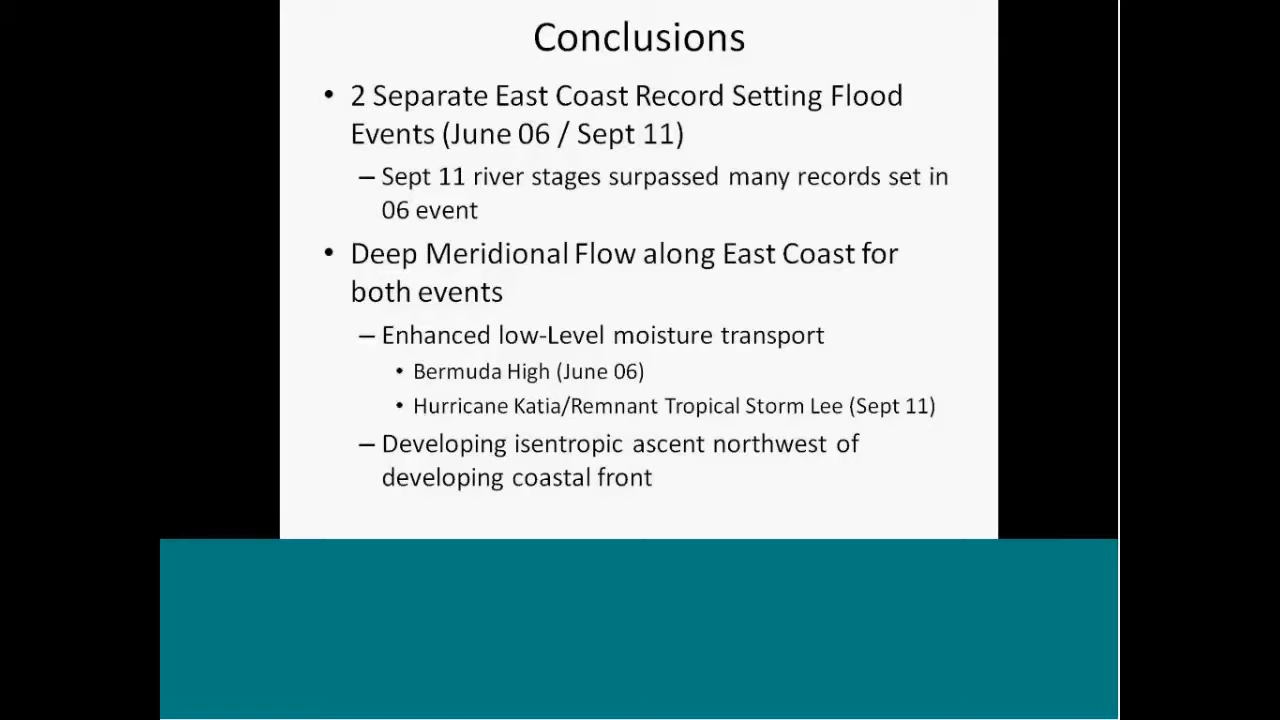 Conclusions
• 2 Separate East Coast Record Setting Flood
Events (June 06 / Sept 11)
– Sept 11 river stages surpassed many records set in
06 event
• Deep Meridional Flow along East Coast for
both events
– Enhanced low-Level moisture transport
• Bermuda High (June 06)
• Hurricane Katia/Remnant Tropical Storm Lee (Sept 11)
– Developing isentropic ascent northwest of
developing coastal front